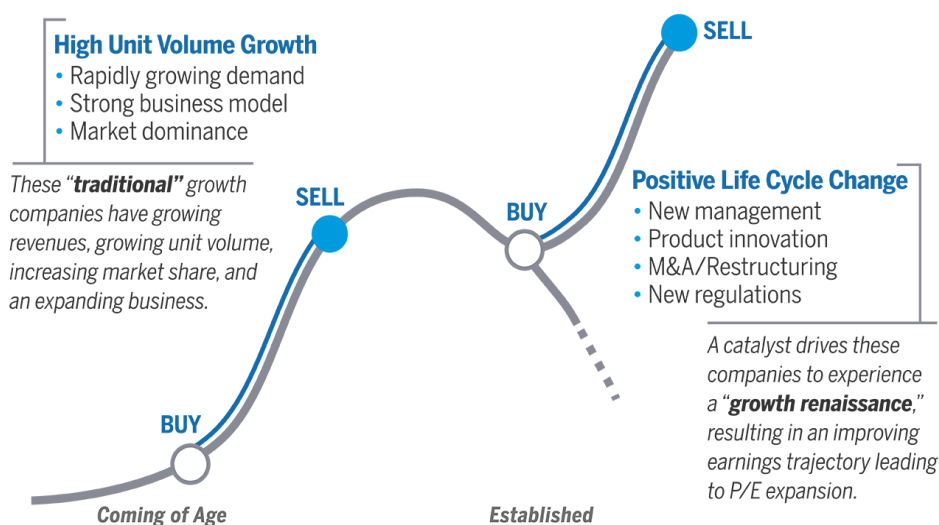 High Unit Volume Growth
• Rapidly growing demand
• Strong business model
• Market dominance
These “traditional” growth
companies have growing
revenues, growing unit volume,
increasing market share, and
an expanding business.
SELL
BUY
Coming of Age
SELL
BUY
Positive Life Cycle Change
• New management
• Product innovation
• M&A/Restructuring
• New regulations
A catalyst drives these
companies to experience
a “growth renaissance,”
resulting in an improving
earnings trajectory leading
to P/E expansion.
Established